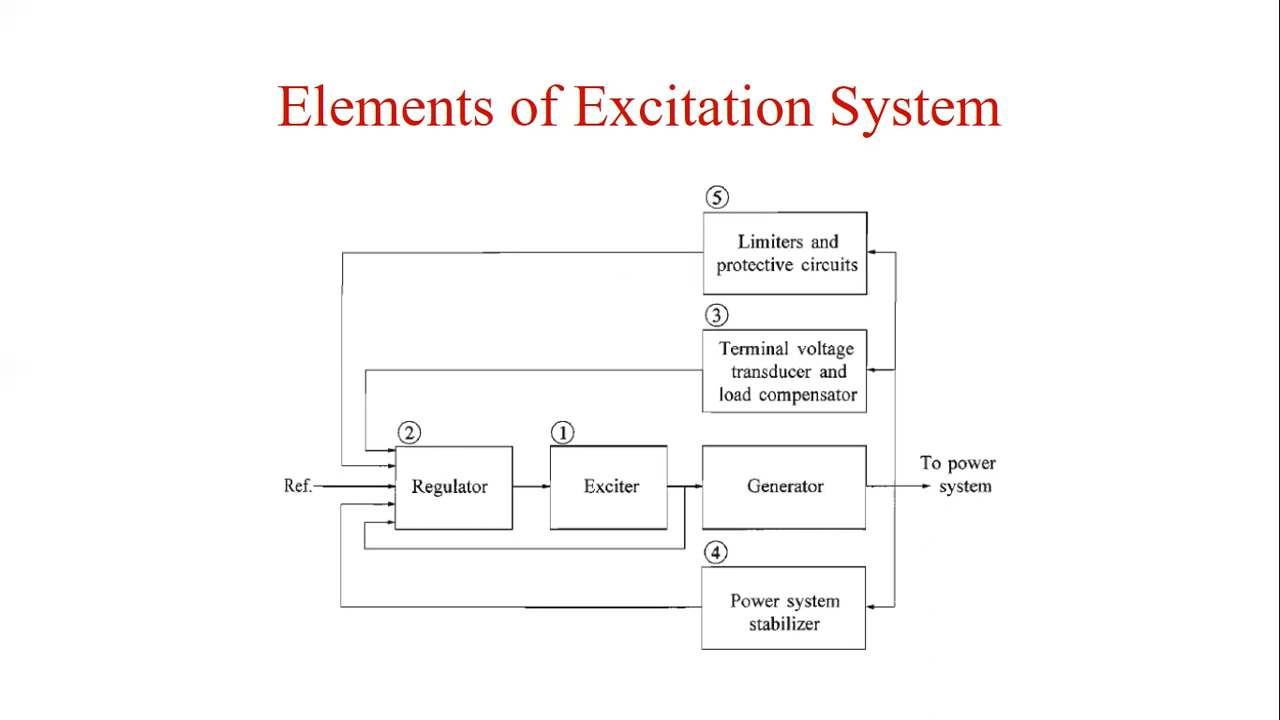 Elements of Excitation System
⑤
Limiters and
protective circuits
③
Terminal voltage
transducer and
load compensator
②
①
Ref.
Regulator
Exciter
Generator
To power
system
④
Power system
stabilizer